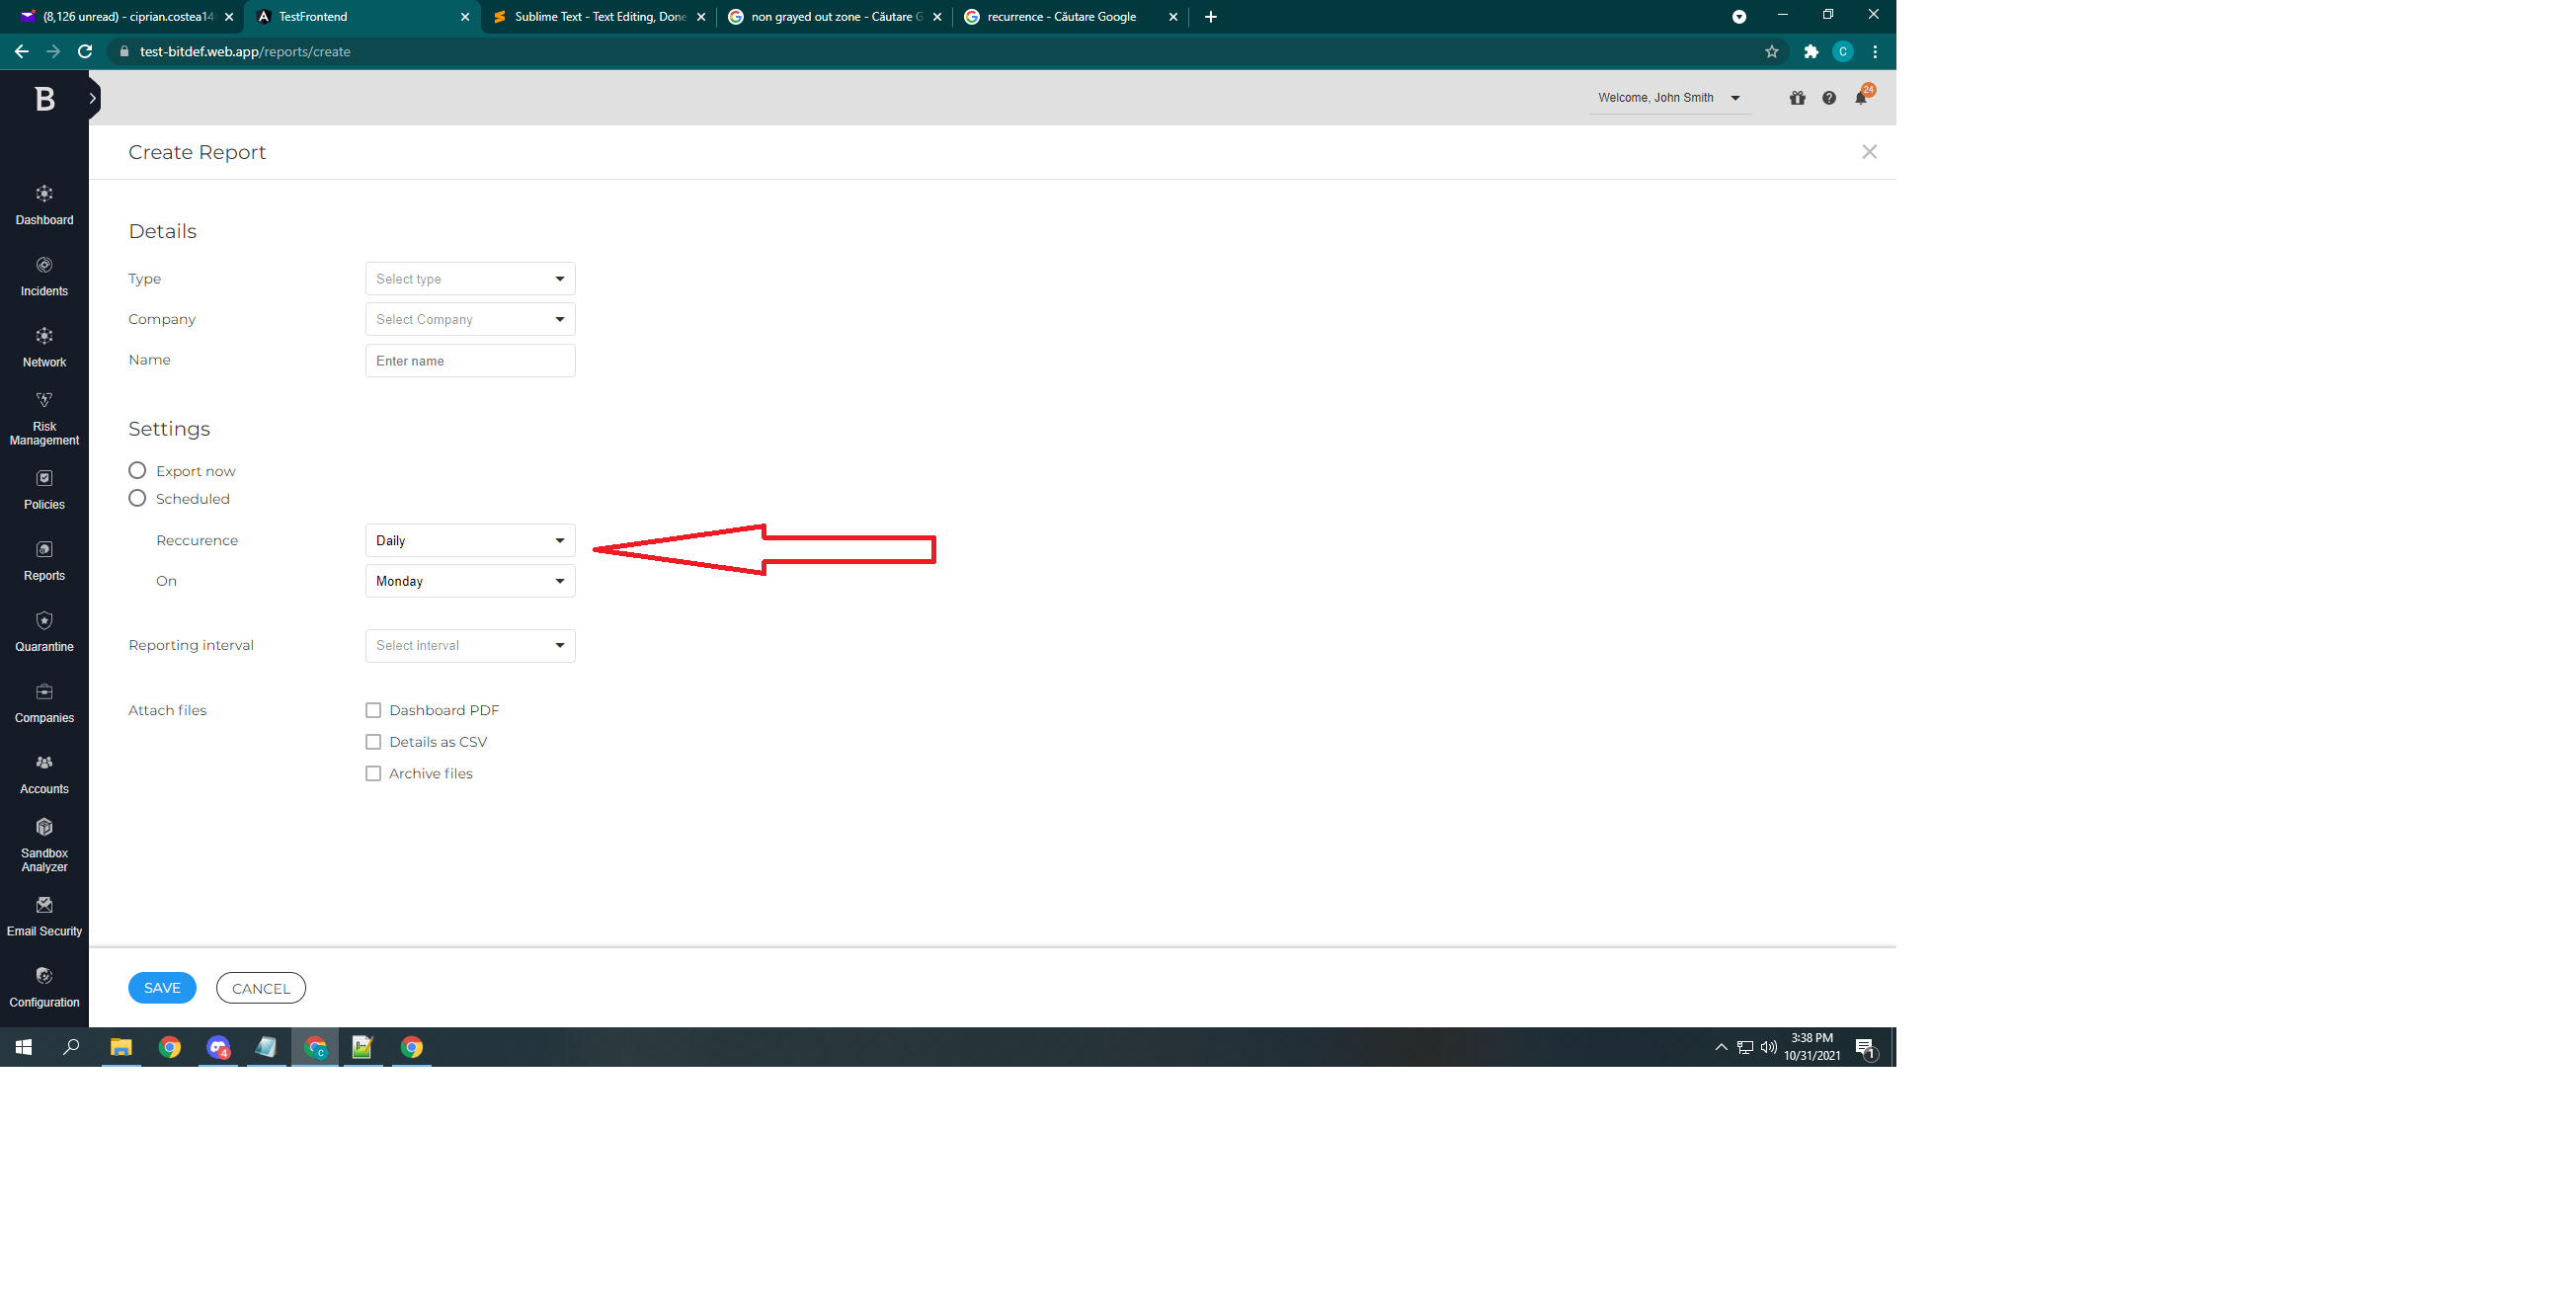 (8,126 unread) - ciprian.costea14
TestFrontend
Sublime Text - Text Editing, Done
non grayed out zone - Căutare G
recurrence - Căutare Google
test-bitdef.web.app/reports/create
C
B
Welcome, John Smith
24
Create Report
Dashboard
Incidents
Network
Risk
Management
Policies
Reports
Quarantine
Companies
Accounts
Sandbox
Analyzer
Email Security
Configuration
Details
Type
Select type
Company
Select Company
Name
Enter name
Settings
Export now
Scheduled
Reccurence
Daily
On
Monday
Reporting interval
Select interval
Attach files
Dashboard PDF
Details as CSV
Archive files
SAVE
CANCEL
4
C
3:38 PM
10/31/2021
1